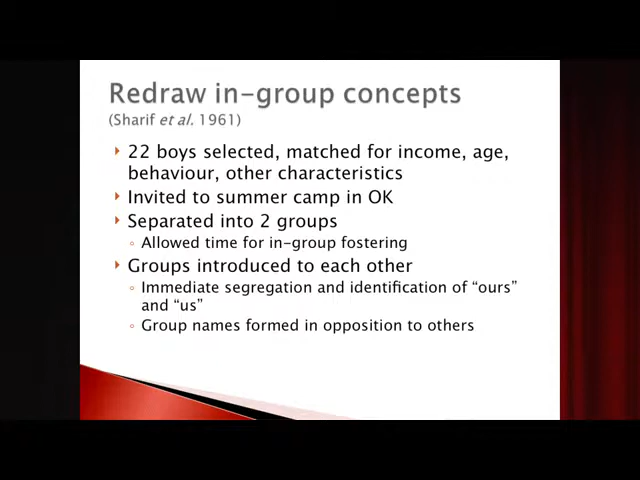 Redraw in-group concepts
(Sharif et al. 1961)
22 boys selected, matched for income, age,
behaviour, other characteristics
Invited to summer camp in OK
Separated into 2 groups
Allowed time for in-group fostering
Groups introduced to each other
Immediate segregation and identification of “ours”
and “us”
Group names formed in opposition to others